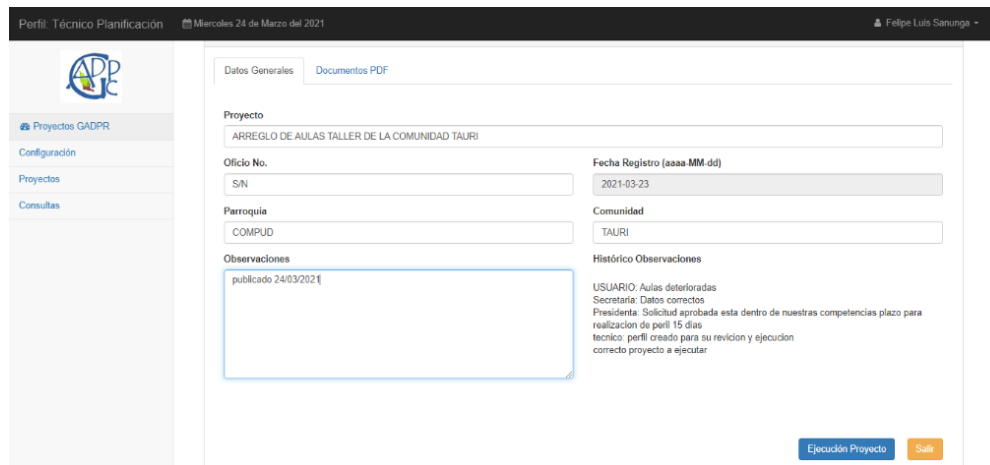 Perfil: Técnico Planificación
Miercoles 24 de Marzo del 2021
Felipe Luis Sanunga
Proyectos GADPR
Configuración
Proyectos
Consultas
Datos Generales
Documentos PDF
Proyecto
ARREGLO DE AULAS TALLER DE LA COMUNIDAD TAURI
Oficio No.
Fecha Registro (aaaa-MM-dd)
S/N
2021-03-23
Parroquia
Comunidad
COMPUD
TAURI
Observaciones
Histórico Observaciones
publicado 24/03/2021
USUARIO: Aulas deterioradas
Secretaria: Datos correctos
Presidenta: Solicitud aprobada esta dentro de nuestras competencias plazo para
realizacion de peril 15 dias
tecnico: perfil creado para su revicion y ejecucion
correcto proyecto a ejecutar
Ejecución Proyecto
Salir